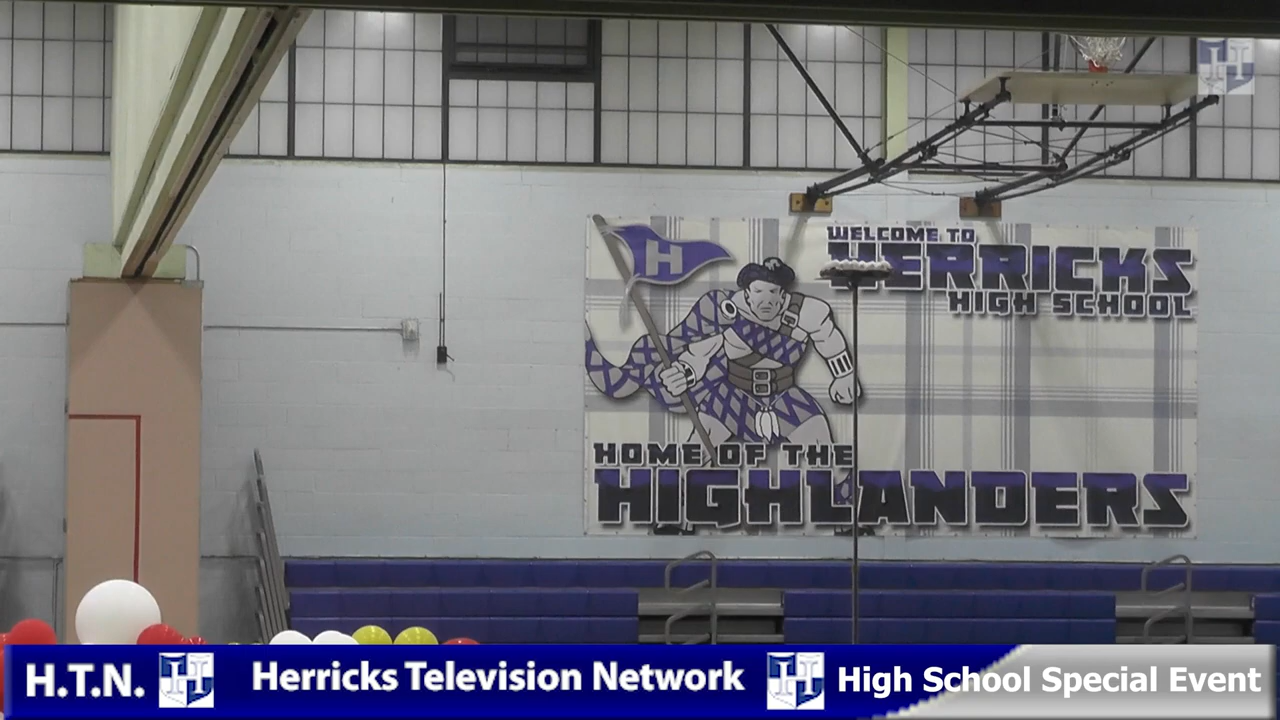 WELCOME TO
HERRICKS
HIGH SCHOOL
H
HOME OF THE
HIGHLANDERS
H.T.N. H Herricks Television Network H High School Special Event